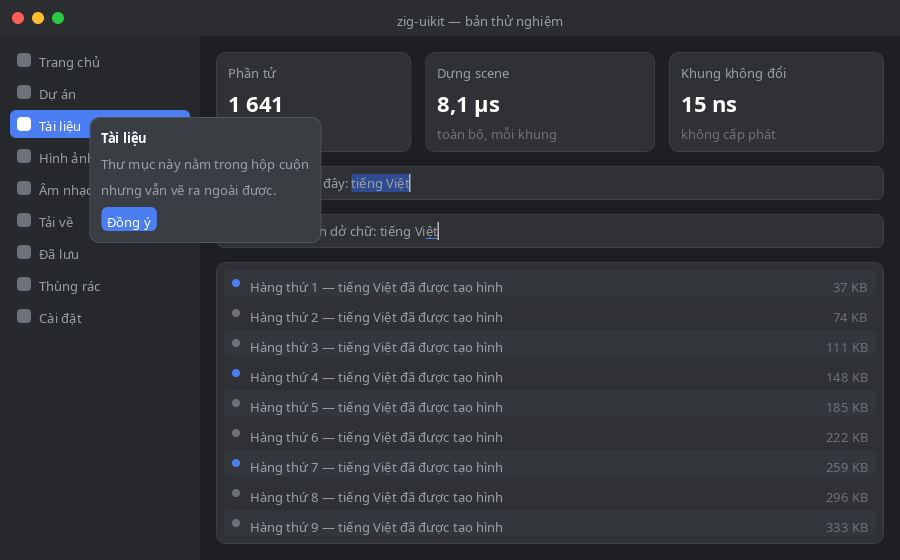 zig-uikit — bản thử nghiệm
Trang chủ
Dự án
Tài liệu
Hình ảnh
Âm nhạc
Tải về
Đã lưu
Thùng rác
Cài đặt
Tài liệu
Thư mục này nằm trong hộp cuộn
nhưng vẫn vẽ ra ngoài được.
Đồng ý
Phần tử
1 641
Dựng scene
8,1 µs
toàn bộ, mỗi khung
Khung không đổi
15 ns
không cấp phát
đây: tiếng Việt
dở chữ: tiếng Việt
Hàng thứ 1 — tiếng Việt đã được tạo hình 37 KB
Hàng thứ 2 — tiếng Việt đã được tạo hình 74 KB
Hàng thứ 3 — tiếng Việt đã được tạo hình 111 KB
Hàng thứ 4 — tiếng Việt đã được tạo hình 148 KB
Hàng thứ 5 — tiếng Việt đã được tạo hình 185 KB
Hàng thứ 6 — tiếng Việt đã được tạo hình 222 KB
Hàng thứ 7 — tiếng Việt đã được tạo hình 259 KB
Hàng thứ 8 — tiếng Việt đã được tạo hình 296 KB
Hàng thứ 9 — tiếng Việt đã được tạo hình 333 KB